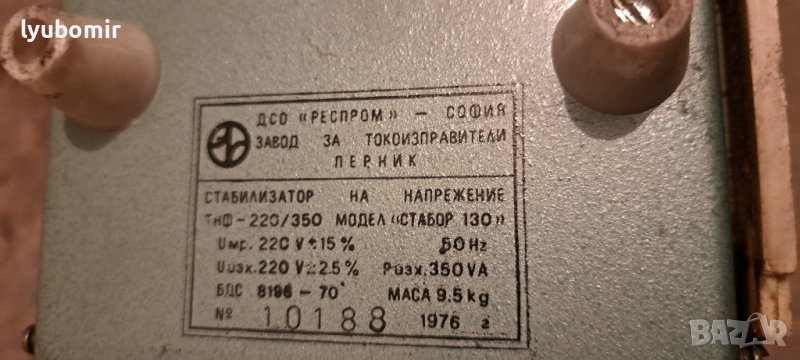 lyubomir
ДСО "РЕСПРОМ" – СОФИЯ
ЗАВОД ЗА ТОКОИЗПРАВИТЕЛИ
ПЕРНИК
СТАБИЛИЗАТОР НА НАПРЕЖЕНИЕ
ТНФ-220/350 МОДЕЛ "СТАБОР 130"
Uмр. 220 V ± 15 % 50 Hz
Uизх. 220 V ± 2.5 % Pизх. 350 VA
БДС 8196 – 70 МАСА 9.5 kg
№ 10188 1976 г
BAZAR